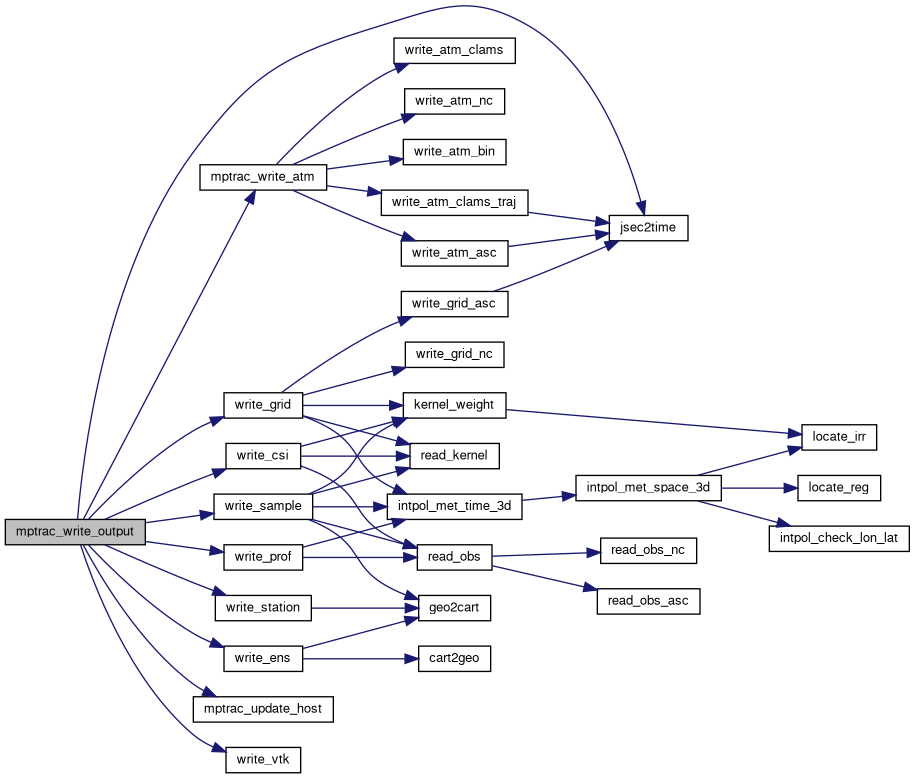 write_atm_clams
write_atm_nc
write_atm_bin
mptrac_write_atm
write_atm_clams_traj
jsec2time
write_atm_asc
write_grid_asc
write_grid_nc
write_grid
kernel_weight
locate_irr
write_csi
read_kernel
intpol_met_space_3d
locate_reg
write_sample
intpol_met_time_3d
mptrac_write_output
intpol_check_lon_lat
write_prof
read_obs
read_obs_nc
write_station
geo2cart
read_obs_asc
write_ens
cart2geo
mptrac_update_host
write_vtk